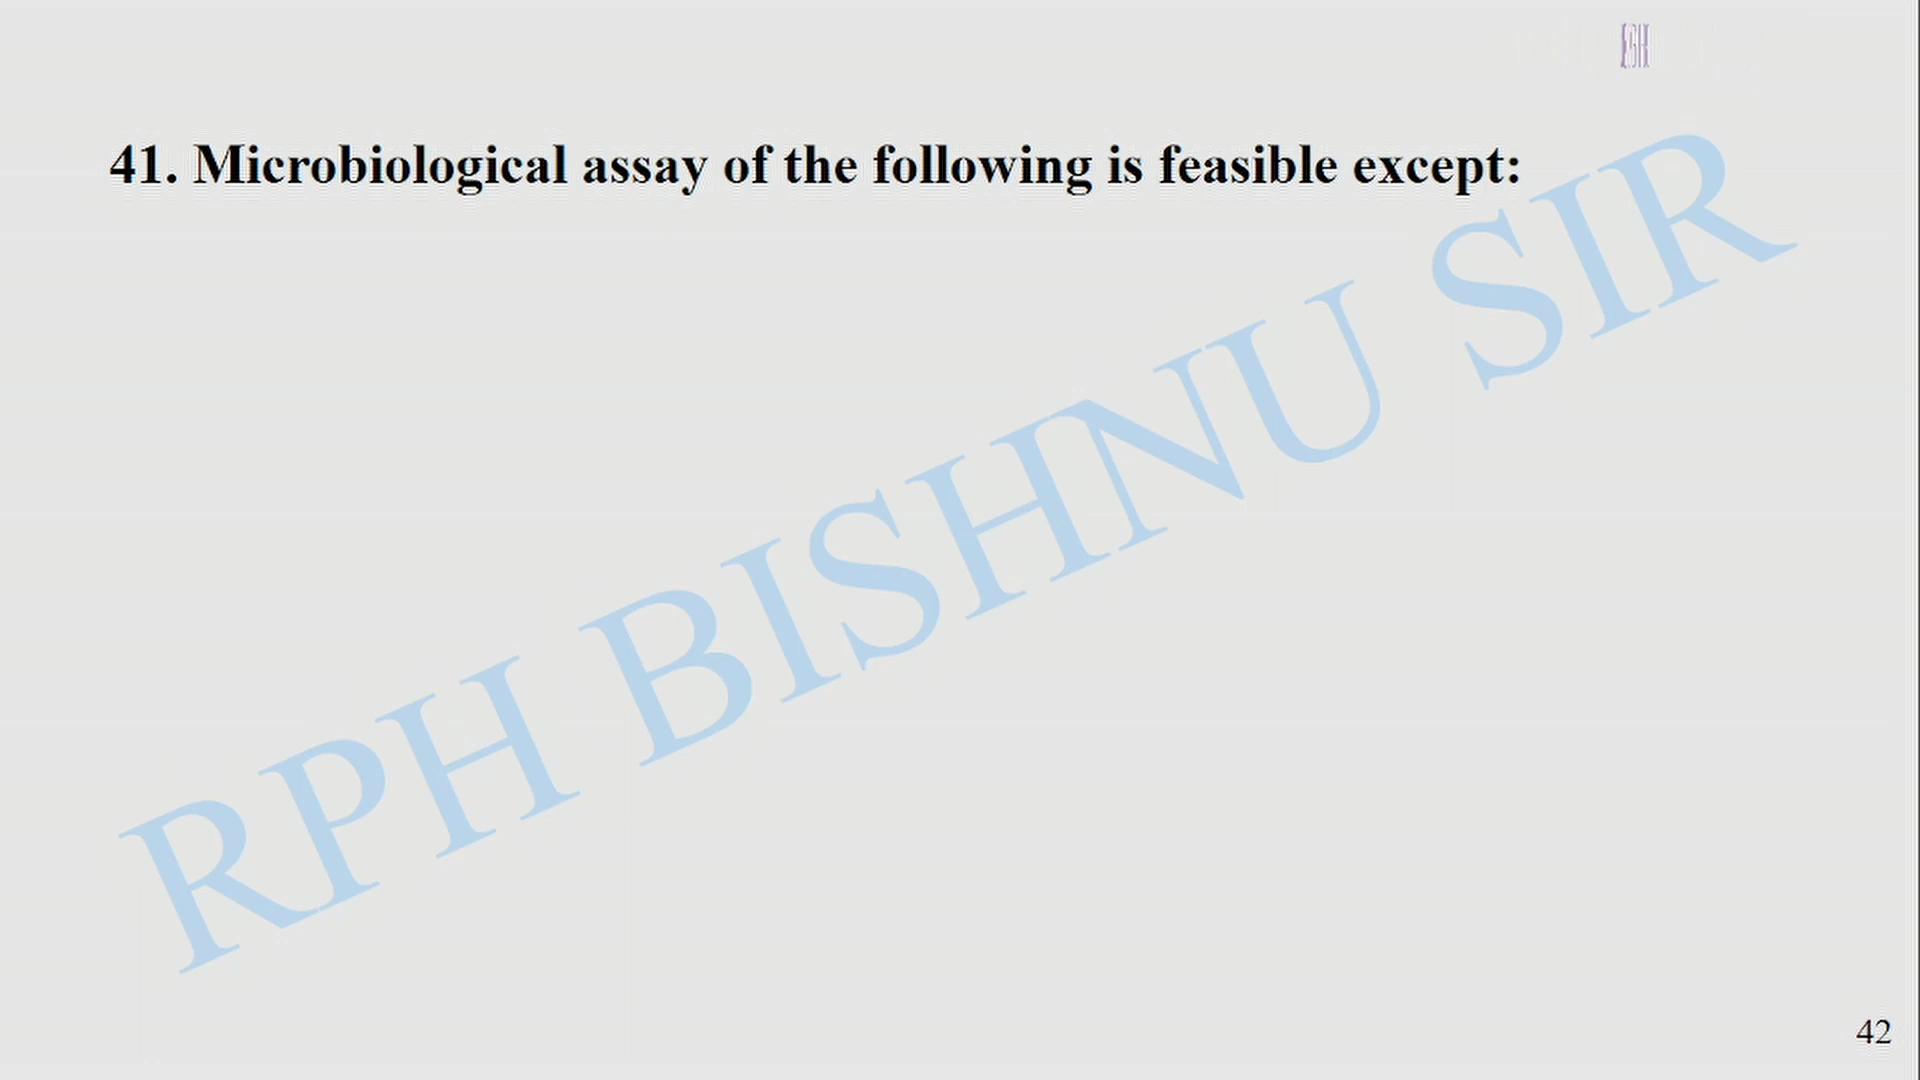 41. Microbiological assay of the following is feasible except:
RPH BISHNU SIR
42